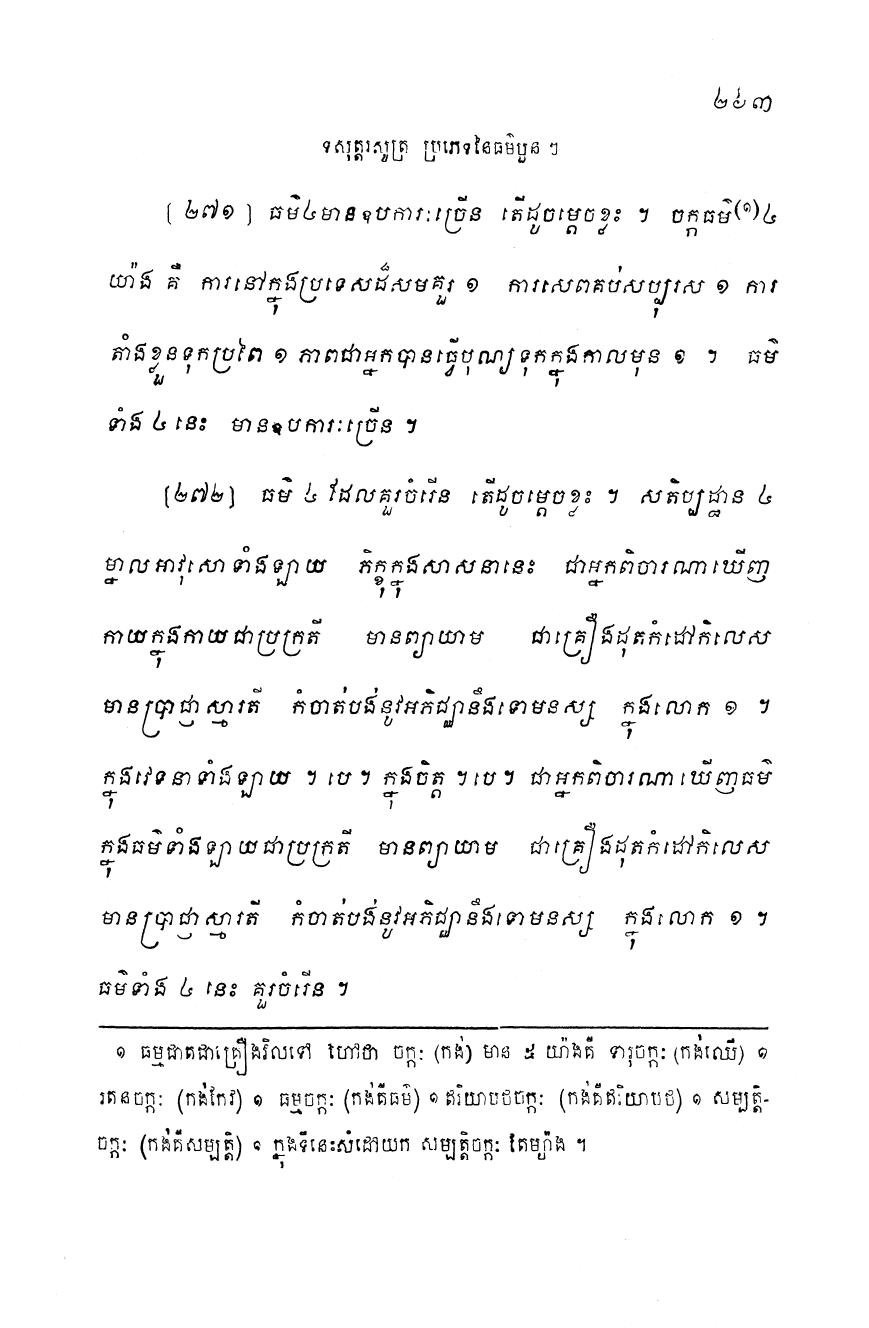 ២៤៣
ទសុត្តរសូត្រ ប្រភេទនៃធម៌បួន ៗ
[ ២៧១ ] ធម៌៤មានឧបការៈច្រើន តើដូចម្តេចខ្លះ ។ ចក្កធម៌(១)៤
យ៉ាង គឺ ការនៅក្នុងប្រទេសដ៏សមគួរ ១ ការសេពគប់សប្បុរស ១ ការ
តាំងខ្លួនទុកប្រពៃ ១ ភាពជាអ្នកបានធ្វើបុណ្យទុកក្នុងកាលមុន ១ ។ ធម៌
ទាំង ៤ នេះ មានឧបការៈច្រើន ។
[២៧២] ធម៌ ៤ ដែលគួរចំរើន តើដូចម្តេចខ្លះ ។ សតិប្បដ្ឋាន ៤
ម្នាលអាវុសោទាំងឡាយ ភិក្ខុក្នុងសាសនានេះ ជាអ្នកពិចារណាឃើញ
កាយក្នុងកាយជាប្រក្រតី មានព្យាយាម ជាគ្រឿងដុតកំដៅកិលេស
មានប្រាជ្ញាស្មារតី កំចាត់បង់នូវអភិជ្ឈានឹងទោមនស្ស ក្នុងលោក ១ ។
ក្នុងវេទនាទាំងឡាយ ។ បេ ។ ក្នុងចិត្ត ។ បេ ។ ជាអ្នកពិចារណាឃើញធម៌
ក្នុងធម៌ទាំងឡាយជាប្រក្រតី មានព្យាយាម ជាគ្រឿងដុតកំដៅកិលេស
មានប្រាជ្ញាស្មារតី កំចាត់បង់នូវអភិជ្ឈានឹងទោមនស្ស ក្នុងលោក ១ ។
ធម៌ទាំង ៤ នេះ គួរចំរើន ។
១ ធម្មជាតជាគ្រឿងវិលទៅ ហៅថា ចក្កៈ (កង់) មាន ៥ យ៉ាងគឺ ទារុចក្កៈ (កង់ឈើ) ១
រតនចក្កៈ (កង់កែវ) ១ ធម្មចក្កៈ (កង់គឺធម៌) ១ ឥរិយាបថចក្កៈ (កង់គឺឥរិយាបថ) ១ សម្បត្តិ-
ចក្កៈ (កង់គឺសម្បត្តិ) ១ ក្នុងទីនេះសំដៅយក សម្បត្តិចក្កៈ តែម្យ៉ាង ។